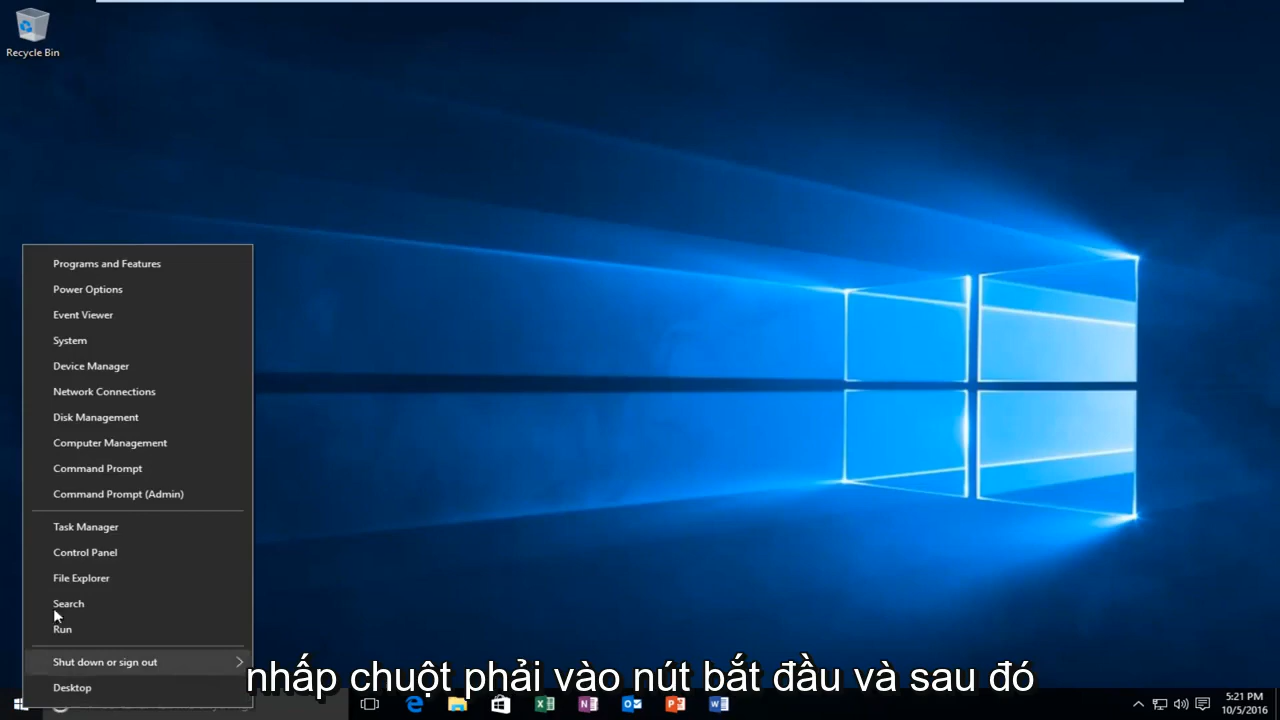 Recycle Bin
Programs and Features
Power Options
Event Viewer
System
Device Manager
Network Connections
Disk Management
Computer Management
Command Prompt
Command Prompt (Admin)
Task Manager
Control Panel
File Explorer
Search
Run
Shut down or sign out
Desktop
nhấp chuột phải vào nút bắt đầu và sau đó
5:21 PM
10/5/2016